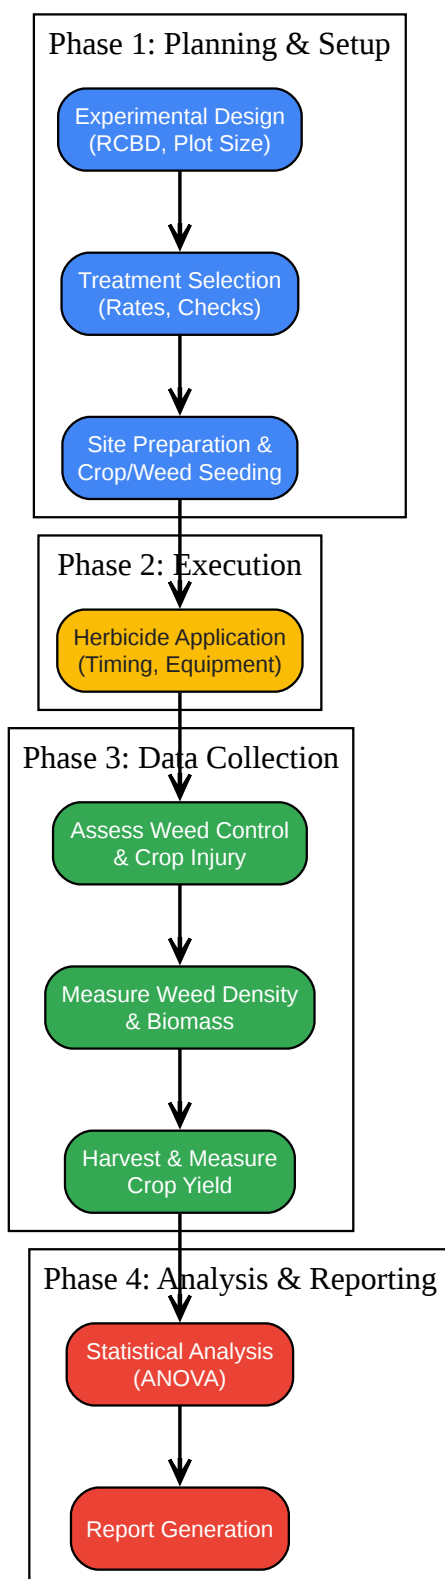 Phase 1: Planning & Setup
Experimental Design
(RCBD, Plot Size)
Treatment Selection
(Rates, Checks)
Site Preparation &
Crop/Weed Seeding
Phase 2: Execution
Herbicide Application
(Timing, Equipment)
Phase 3: Data Collection
Assess Weed Control
& Crop Injury
Measure Weed Density
& Biomass
Harvest & Measure
Crop Yield
Phase 4: Analysis & Reporting
Statistical Analysis
(ANOVA)
Report Generation